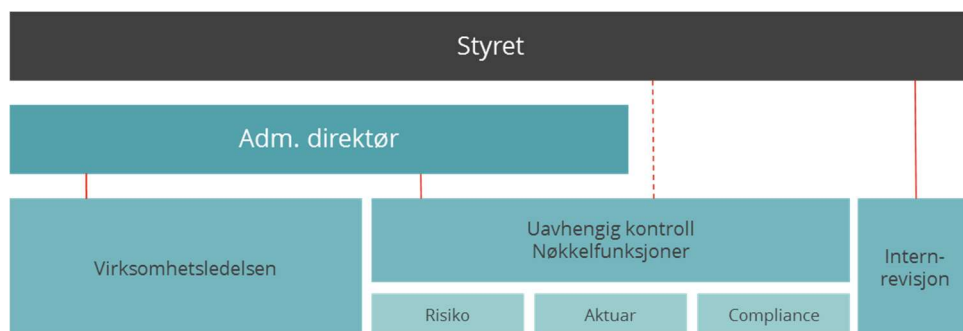 Styret
Adm. direktør
Virksomhetsledelsen
Uavhengig kontroll
Nøkkelfunksjoner
Risiko
Aktuar
Compliance
Intern-
revisjon